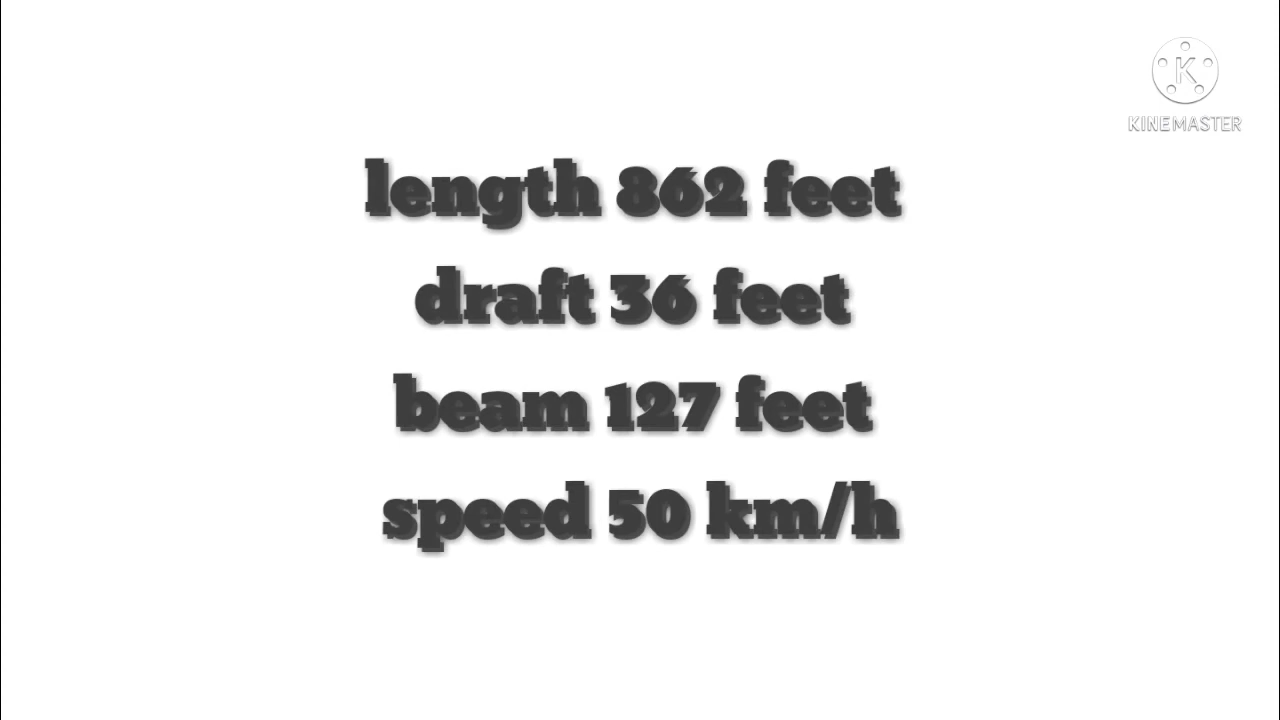 KINEMASTER
length 862 feet
draft 36 feet
beam 127 feet
speed 50 km/h